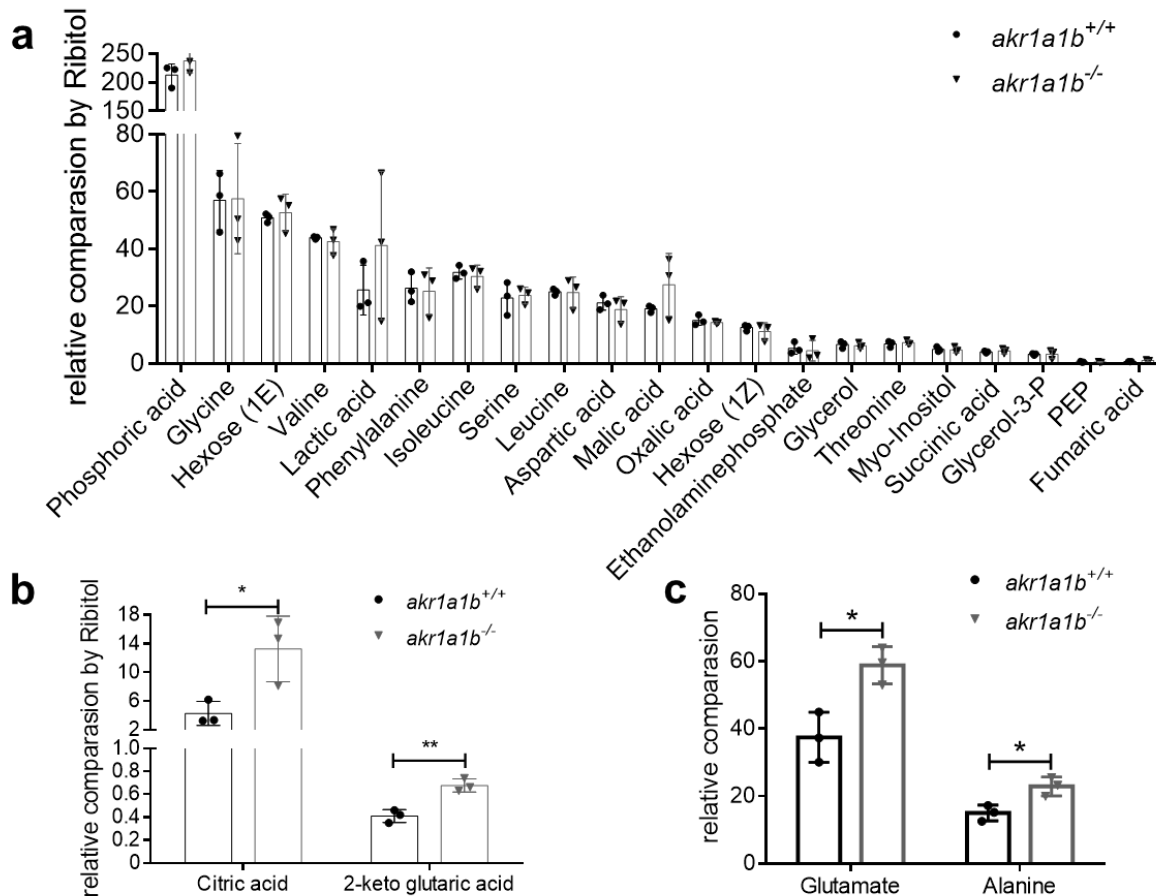 a
relative comparasion by Ribitol
akr1a1b+/+
akr1a1b-/-
250
200
150
80
60
40
20
0
Phosphoric acid
Glycine
Hexose (1E)
Valine
Lactic acid
Phenylalanine
Isoleucine
Serine
Leucine
Aspartic acid
Malic acid
Oxalic acid
Hexose (1Z)
Ethanolaminephosphate
Glycerol
Threonine
Myo-Inositol
Succinic acid
Glycerol-3-P
PEP
Fumaric acid
b
relative comparasion by Ribitol
akr1a1b+/+
akr1a1b-/-
18
14
10
6
2
1.0
0.8
0.6
0.4
0.2
0
*
**
Citric acid
2-keto glutaric acid
c
relative comparasion
akr1a1b+/+
akr1a1b-/-
80
60
40
20
0
*
*
Glutamate
Alanine